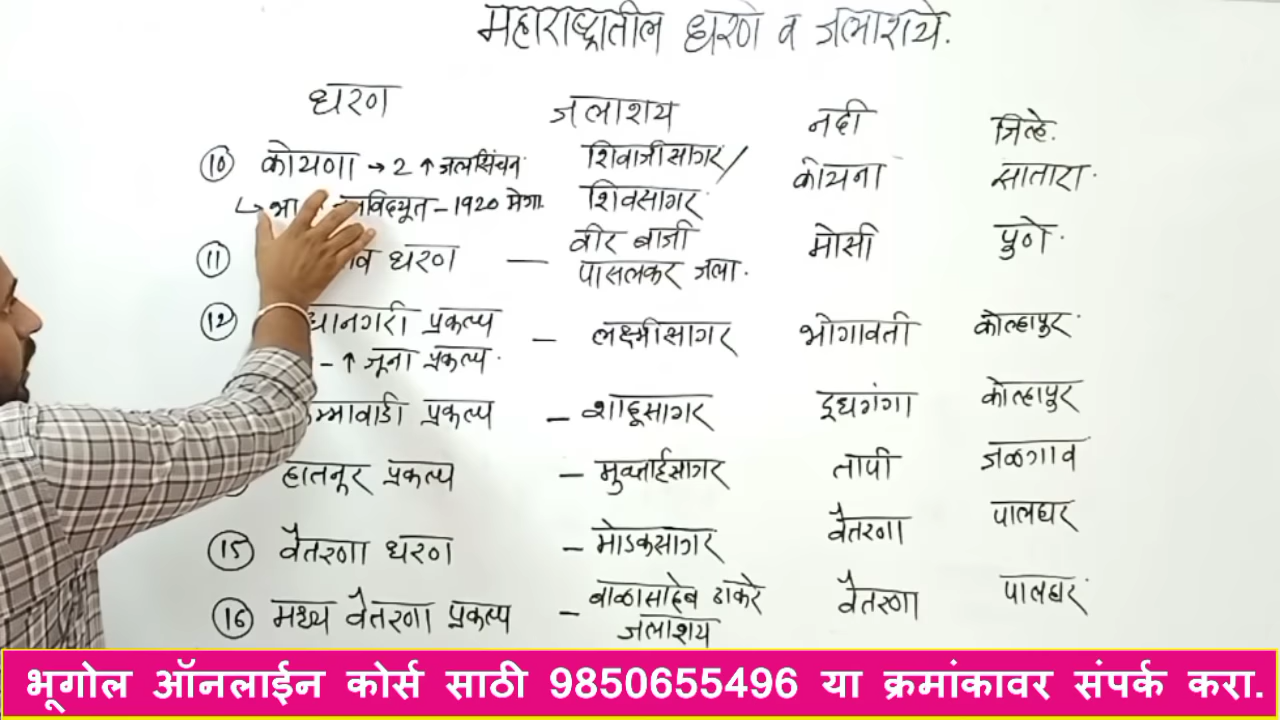 महाराष्ट्रातील धरणे व जलाशये.
धरण जलाशय नदी जिल्हे.
10 कोयणा → 2 ↑ जलसिंचन. शिवाजीसागर/ कोयना सातारा.
↳ विद्यूत - 1920 मेगा. शिवसागर.
11 धरण — वीर बाजी मोसी पुणे.
पासलकर जला.
12 धानगरी प्रकल्प - लक्ष्मीसागर भोगावती कोल्हापुर.
- ↑ जूना प्रकल्प.
म्मावाडी प्रकल्प - शाहूसागर दूधगंगा कोल्हापुर
हातनूर प्रकल्प - मुक्ताईसागर तापी जळगाव
15 वैतरणा धरण - मोडकसागर वैतरणा पालघर
16 मध्य वैतरणा प्रकल्प - बाळासाहेब ठाकरे वैतरणा पालघर
जलाशय
भूगोल ऑनलाईन कोर्स साठी 9850655496 या क्रमांकावर संपर्क करा.